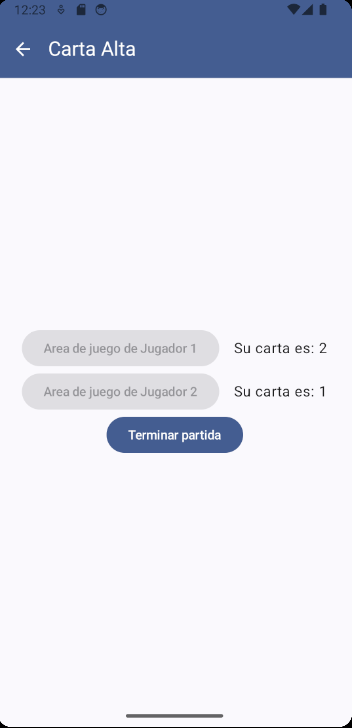 12:23
Carta Alta
Area de juego de Jugador 1 Su carta es: 2
Area de juego de Jugador 2 Su carta es: 1
Terminar partida